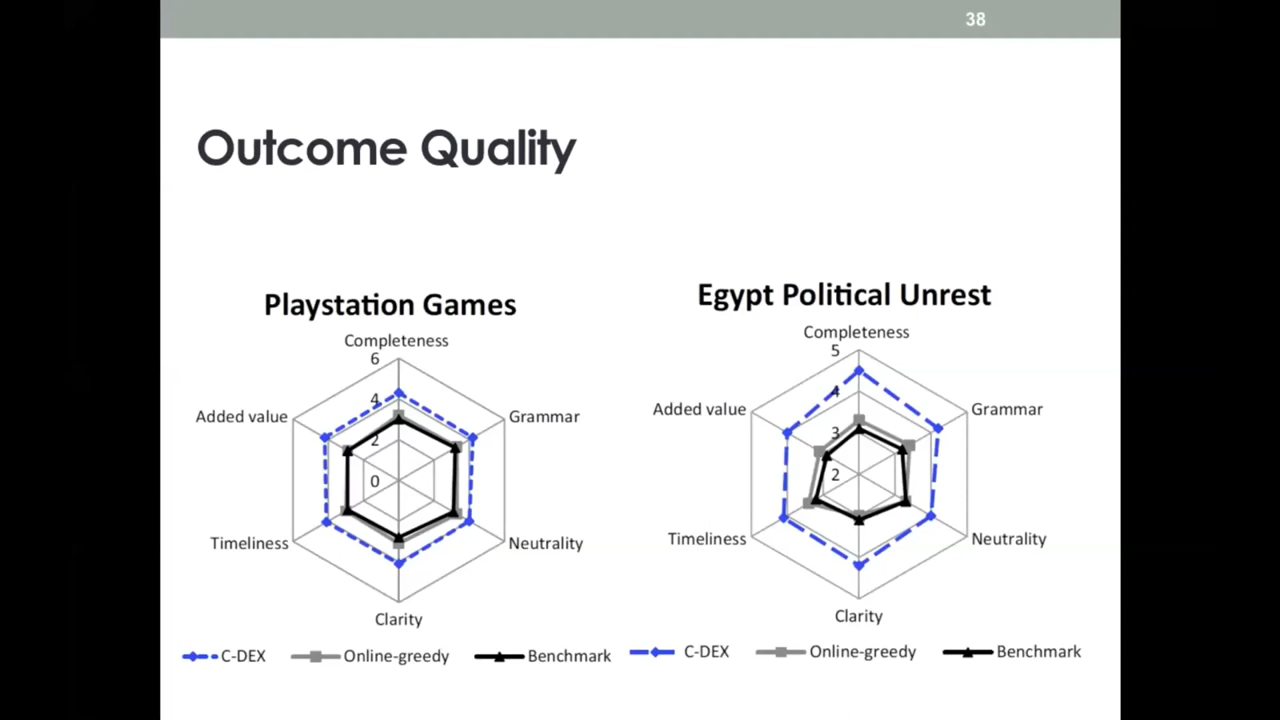 38
Outcome Quality
Playstation Games
Completeness
6
4
2
0
Added value
Grammar
Timeliness
Neutrality
Clarity
C-DEX
Online-greedy
Benchmark
Egypt Political Unrest
Completeness
5
4
3
2
Added value
Grammar
Timeliness
Neutrality
Clarity
C-DEX
Online-greedy
Benchmark